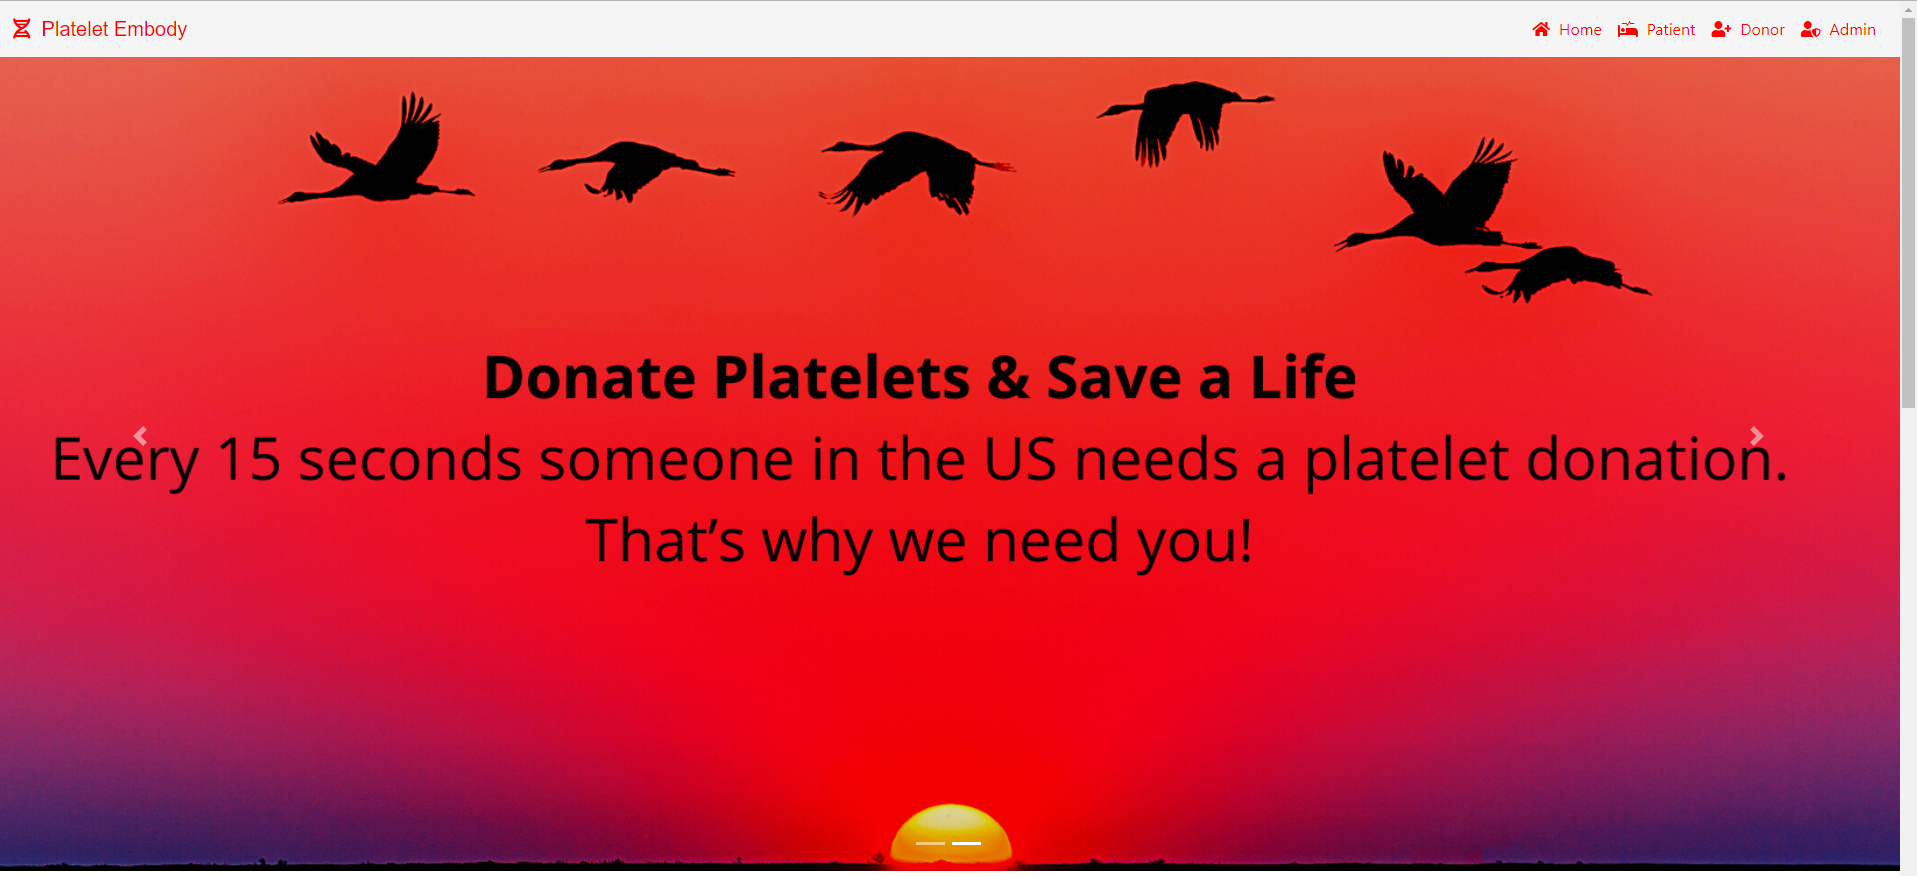 Platelet Embody
Home Patient Donor Admin
Donate Platelets & Save a Life
Every 15 seconds someone in the US needs a platelet donation.
That’s why we need you!